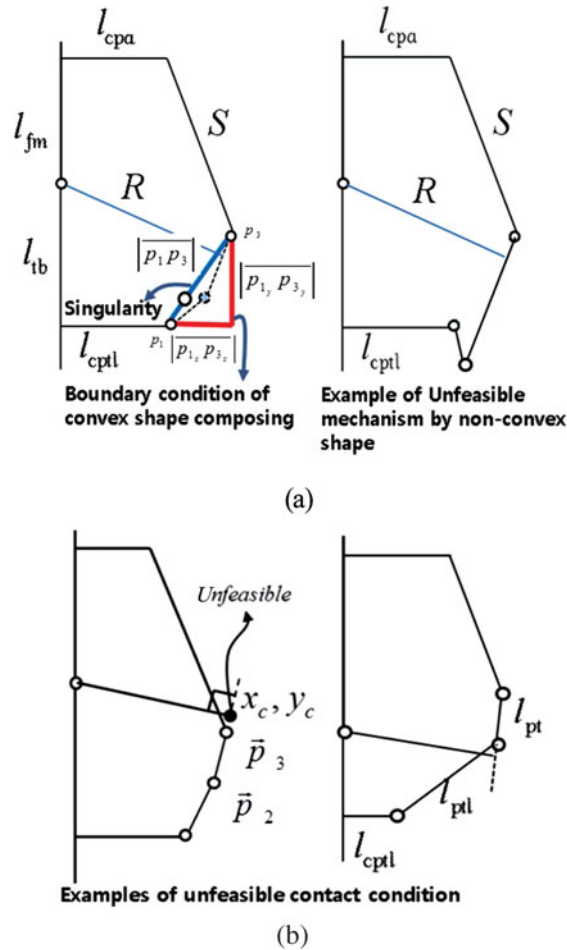 l_cpa
l_fm
S
R
l_tb
|p_1 p_3|
p_3
|p_1y p_3y|
Singularity
p_1
|p_1x p_3x|
l_cptl
Boundary condition of
convex shape composing
l_cpa
S
R
l_cptl
Example of Unfeasible
mechanism by non-convex
shape
(a)
Unfeasible
x_c, y_c
p_3
p_2
l_pt
l_ptl
l_cptl
Examples of unfeasible contact condition
(b)